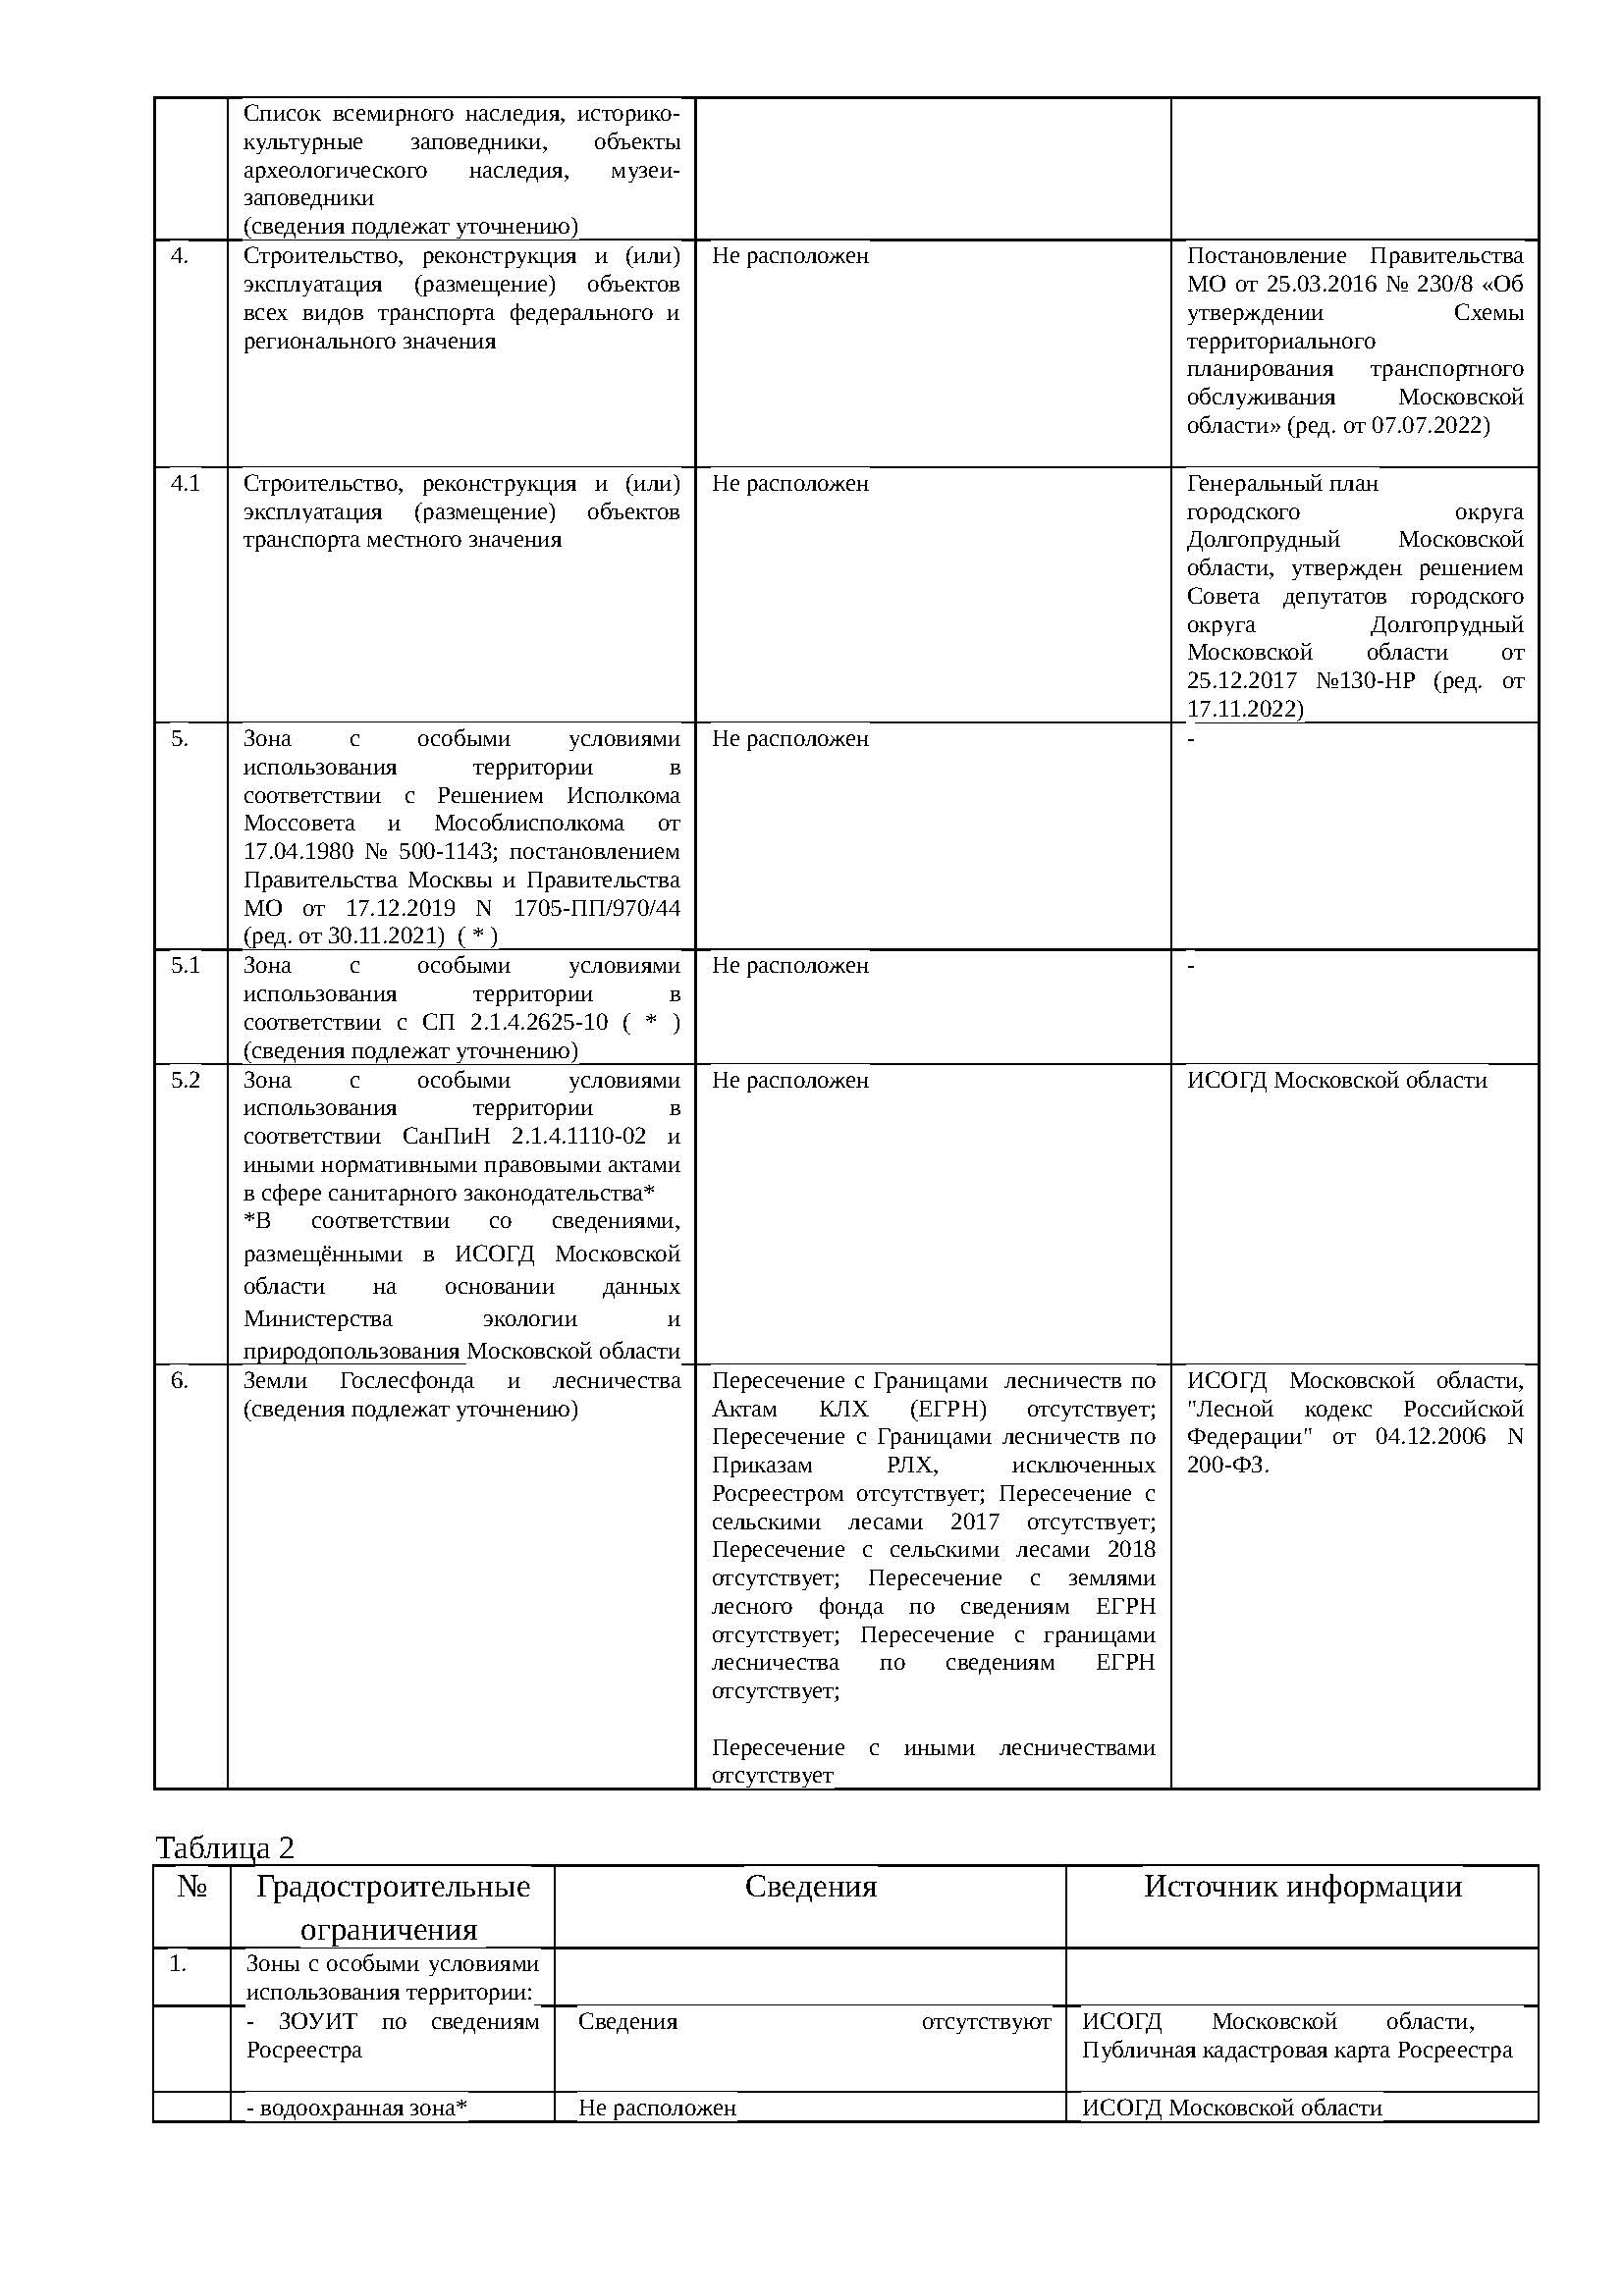 Список всемирного наследия, историко-
культурные заповедники, объекты
археологического наследия, музеи-
заповедники
(сведения подлежат уточнению)
4.
Строительство, реконструкция и (или)
эксплуатация (размещение) объектов
всех видов транспорта федерального и
регионального значения
Не расположен
Постановление Правительства
МО от 25.03.2016 № 230/8 «Об
утверждении Схемы
территориального
планирования транспортного
обслуживания Московской
области» (ред. от 07.07.2022)
4.1
Строительство, реконструкция и (или)
эксплуатация (размещение) объектов
транспорта местного значения
Не расположен
Генеральный план
городского округа
Долгопрудный Московской
области, утвержден решением
Совета депутатов городского
округа Долгопрудный
Московской области от
25.12.2017 №130-НР (ред. от
17.11.2022)
5.
Зона с особыми условиями
использования территории в
соответствии с Решением Исполкома
Моссовета и Мособлисполкома от
17.04.1980 № 500-1143; постановлением
Правительства Москвы и Правительства
МО от 17.12.2019 N 1705-ПП/970/44
(ред. от 30.11.2021) ( * )
Не расположен
-
5.1
Зона с особыми условиями
использования территории в
соответствии с СП 2.1.4.2625-10 ( * )
(сведения подлежат уточнению)
Не расположен
-
5.2
Зона с особыми условиями
использования территории в
соответствии СанПиН 2.1.4.1110-02 и
иными нормативными правовыми актами
в сфере санитарного законодательства*
*В соответствии со сведениями,
размещёнными в ИСОГД Московской
области на основании данных
Министерства экологии и
природопользования Московской области
Не расположен
ИСОГД Московской области
6.
Земли Гослесфонда и лесничества
(сведения подлежат уточнению)
Пересечение с Границами лесничеств по
Актам КЛХ (ЕГРН) отсутствует;
Пересечение с Границами лесничеств по
Приказам РЛХ, исключенных
Росреестром отсутствует; Пересечение с
сельскими лесами 2017 отсутствует;
Пересечение с сельскими лесами 2018
отсутствует; Пересечение с землями
лесного фонда по сведениям ЕГРН
отсутствует; Пересечение с границами
лесничества по сведениям ЕГРН
отсутствует;
Пересечение с иными лесничествами
отсутствует
ИСОГД Московской области,
"Лесной кодекс Российской
Федерации" от 04.12.2006 N
200-ФЗ.
Таблица 2
№
Градостроительные
ограничения
Сведения
Источник информации
1.
Зоны с особыми условиями
использования территории:
- ЗОУИТ по сведениям
Росреестра
Сведения отсутствуют
ИСОГД Московской области,
Публичная кадастровая карта Росреестра
- водоохранная зона*
Не расположен
ИСОГД Московской области